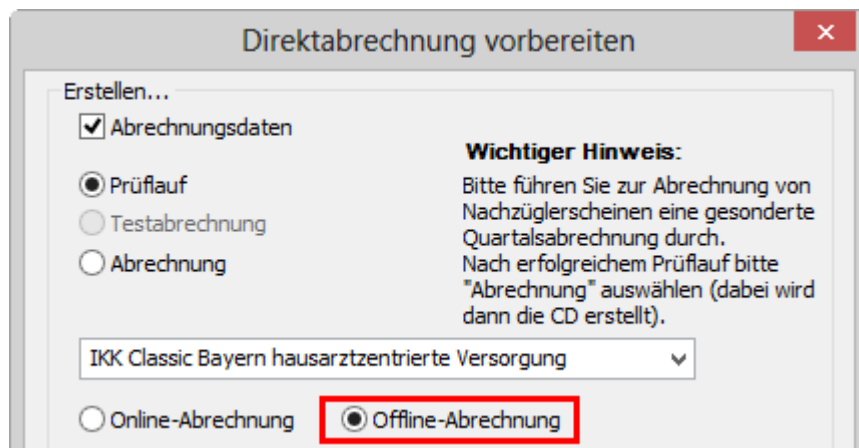 Direktabrechnung vorbereiten
Erstellen...
Abrechnungsdaten
Prüflauf
Testabrechnung
Abrechnung
Wichtiger Hinweis:
Bitte führen Sie zur Abrechnung von
Nachzüglerscheinen eine gesonderte
Quartalsabrechnung durch.
Nach erfolgreichem Prüflauf bitte
"Abrechnung" auswählen (dabei wird
dann die CD erstellt).
IKK Classic Bayern hausarztzentrierte Versorgung
Online-Abrechnung
Offline-Abrechnung